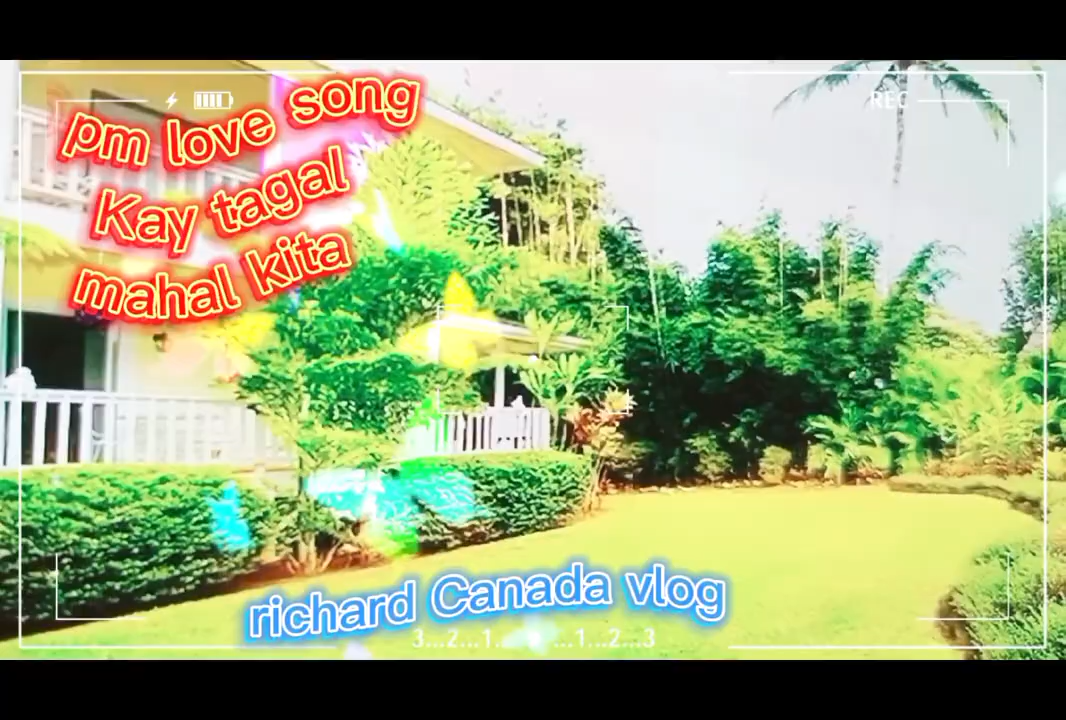 REC
pm love song
Kay tagal
mahal kita
richard Canada vlog
3...2...1... ...1...2...3